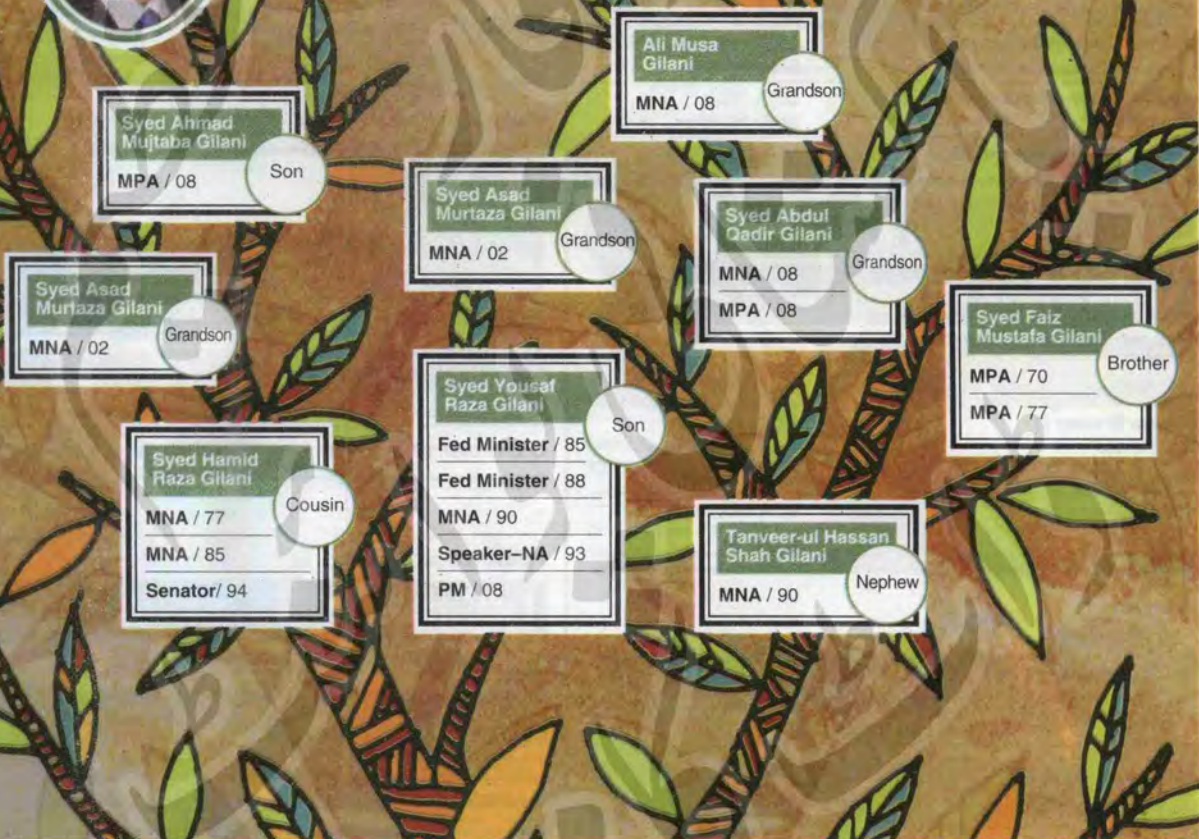 Ali Musa
Gilani
MNA / 08
Grandson
Syed Ahmad
Mujtaba Gilani
MPA / 08
Son
Syed Asad
Murtaza Gilani
MNA / 02
Grandson
Syed Abdul
Qadir Gilani
MNA / 08
MPA / 08
Grandson
Syed Asad
Murtaza Gilani
MNA / 02
Grandson
Syed Faiz
Mustafa Gilani
MPA / 70
MPA / 77
Brother
Syed Yousaf
Raza Gilani
Fed Minister / 85
Fed Minister / 88
MNA / 90
Speaker–NA / 93
PM / 08
Son
Syed Hamid
Raza Gilani
MNA / 77
MNA / 85
Senator/ 94
Cousin
Tanveer-ul Hassan
Shah Gilani
MNA / 90
Nephew